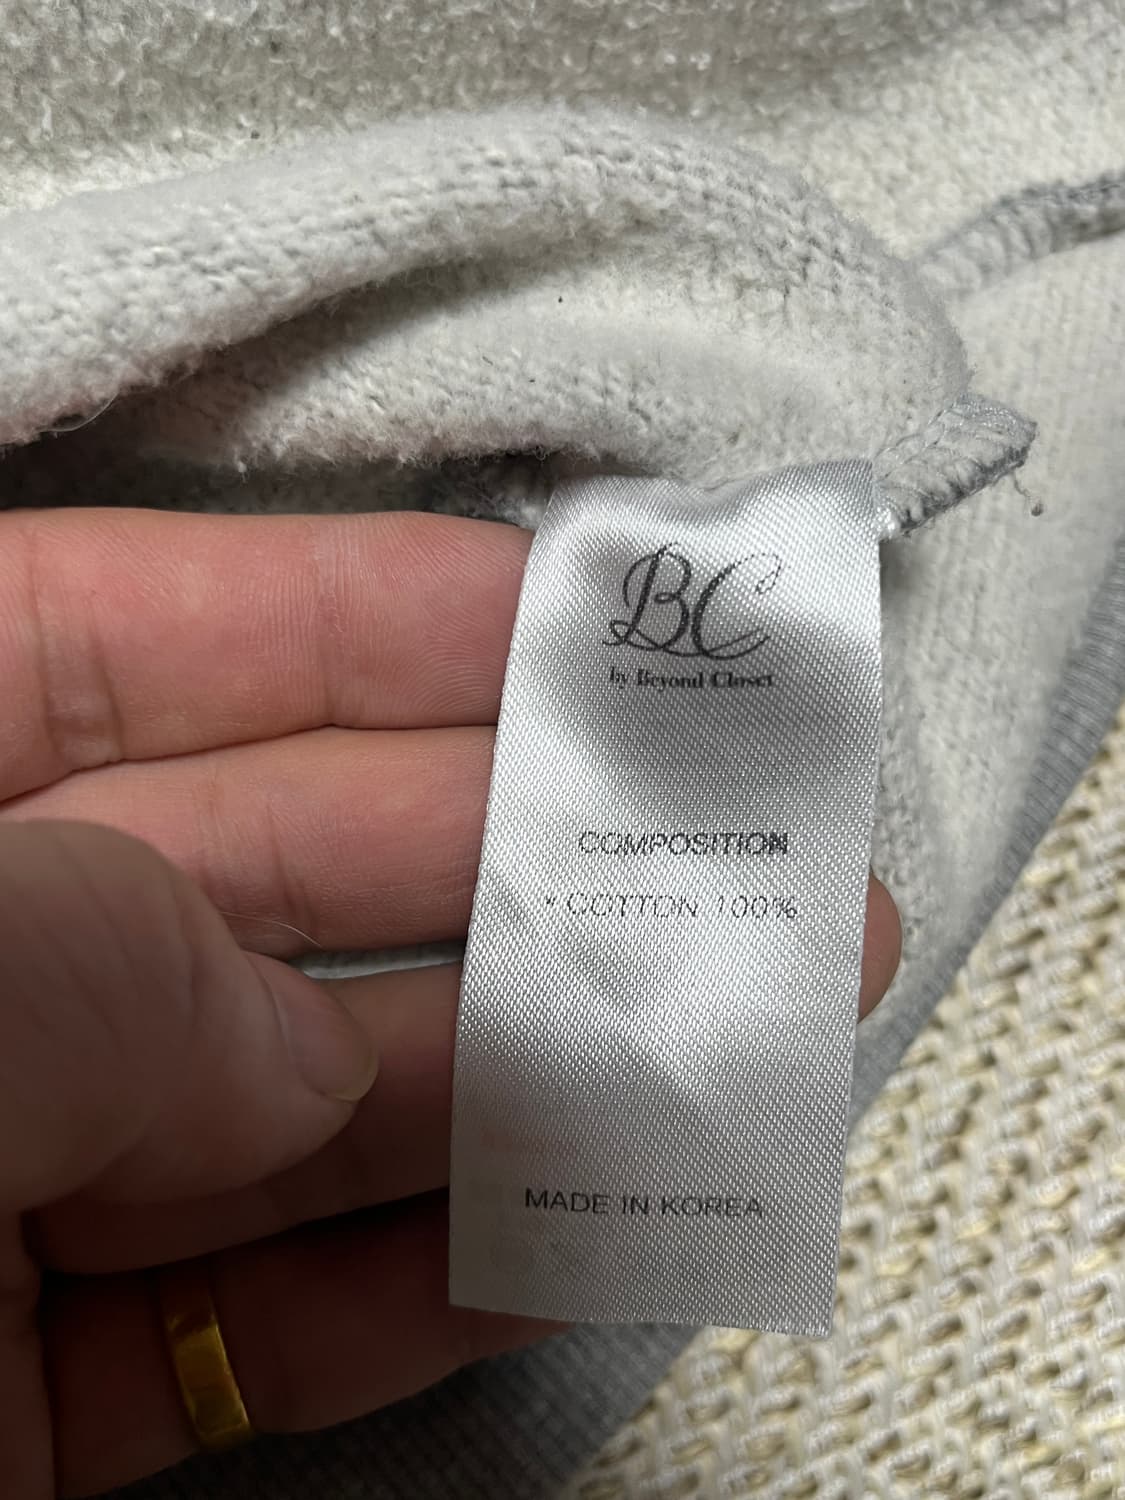 BC
by Beyond Closet
COMPOSITION
* COTTON 100%
MADE IN KOREA